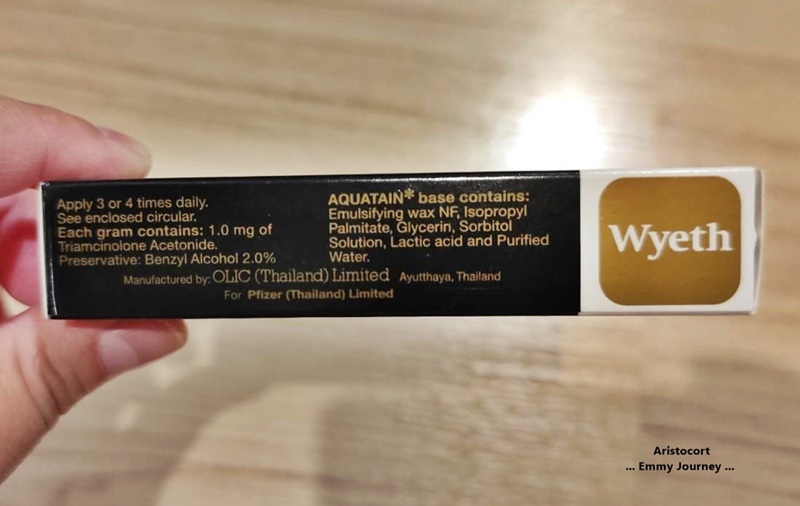 Apply 3 or 4 times daily.
See enclosed circular.
Each gram contains: 1.0 mg of
Triamcinolone Acetonide.
Preservative: Benzyl Alcohol 2.0%
AQUATAIN* base contains:
Emulsifying wax NF, Isopropyl
Palmitate, Glycerin, Sorbitol
Solution, Lactic acid and Purified
Water.
Manufactured by: OLIC (Thailand) Limited Ayutthaya, Thailand
For Pfizer (Thailand) Limited
Wyeth
Aristocort
... Emmy Journey ...